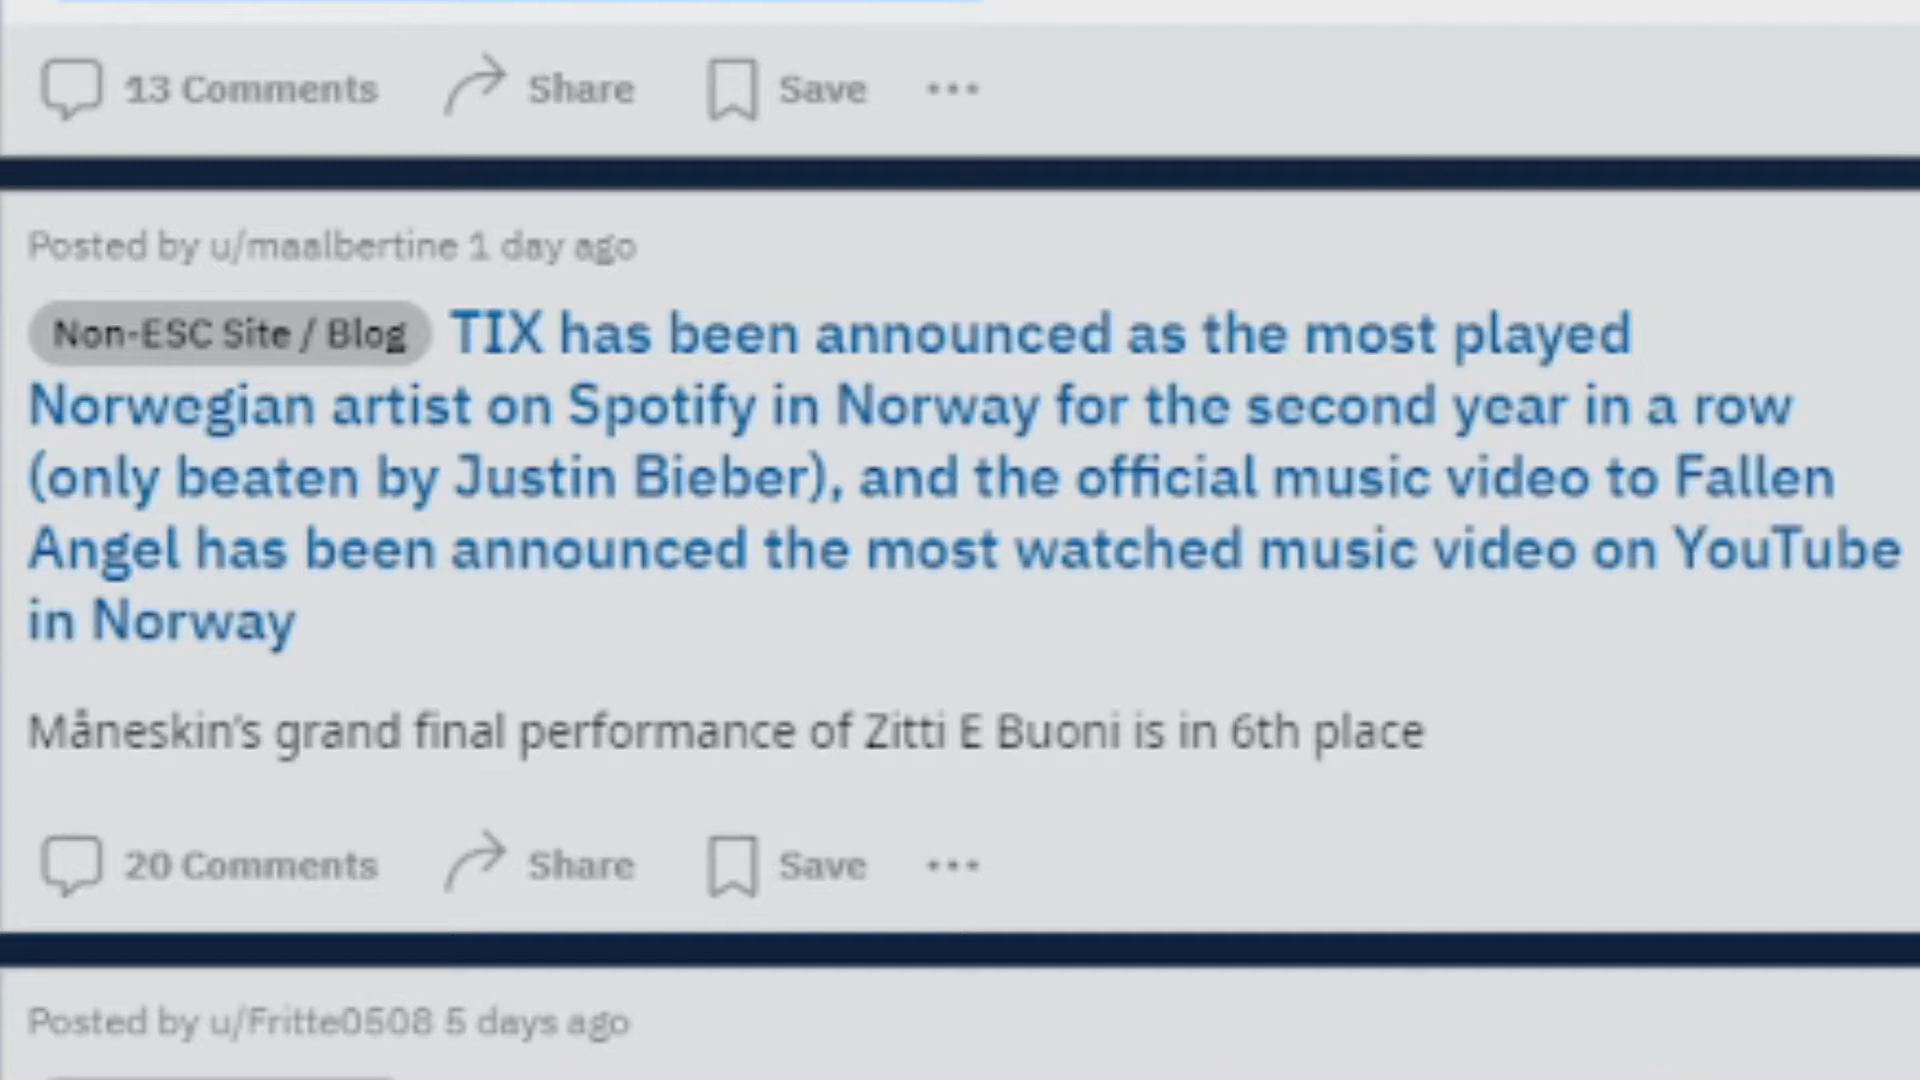 13 Comments Share Save
Posted by u/maalbertine 1 day ago
Non-ESC Site / Blog TIX has been announced as the most played
Norwegian artist on Spotify in Norway for the second year in a row
(only beaten by Justin Bieber), and the official music video to Fallen
Angel has been announced the most watched music video on YouTube
in Norway
Måneskin's grand final performance of Zitti E Buoni is in 6th place
20 Comments Share Save
Posted by u/Fritte0508 5 days ago